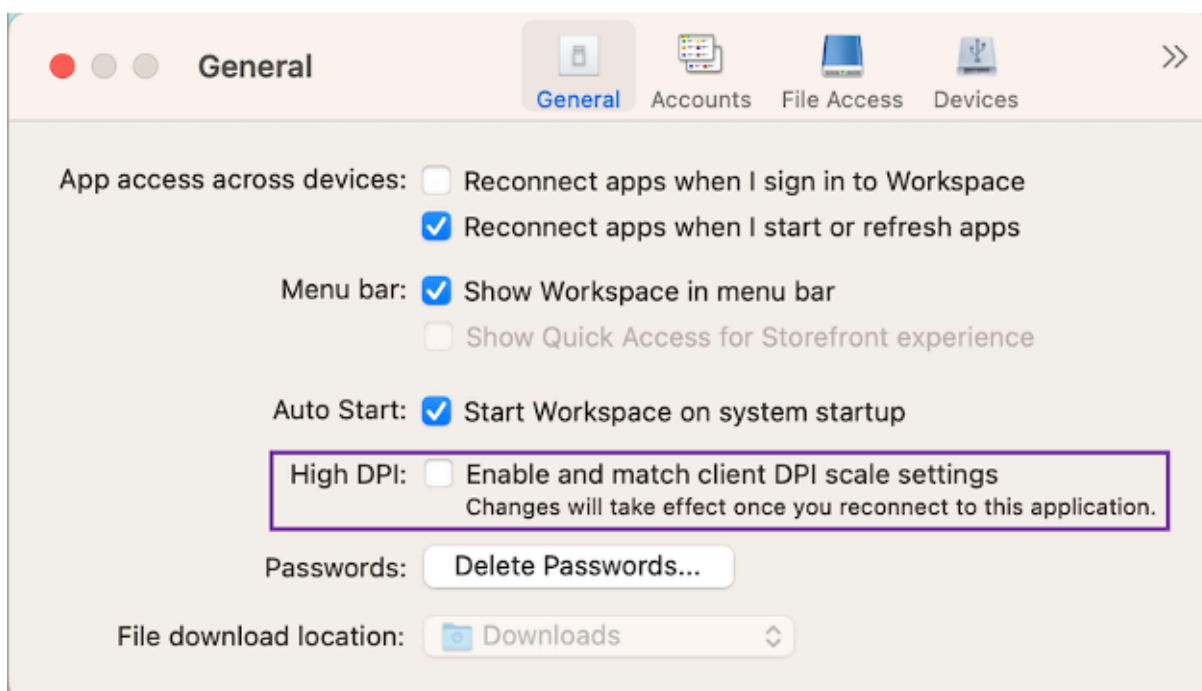 General
General Accounts File Access Devices
App access across devices: Reconnect apps when I sign in to Workspace
Reconnect apps when I start or refresh apps
Menu bar: Show Workspace in menu bar
Show Quick Access for Storefront experience
Auto Start: Start Workspace on system startup
High DPI: Enable and match client DPI scale settings
Changes will take effect once you reconnect to this application.
Passwords: Delete Passwords...
File download location: Downloads